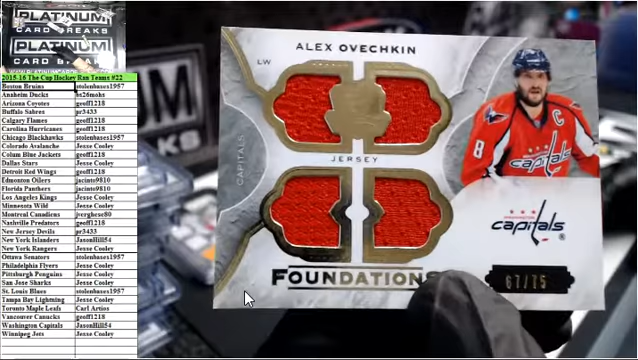 PLATINUM
CARD BREAKS
PLATINUM
CARD BREAKS
2015-16 The Cup Hockey Rnn Teams #22
Boston Bruins stolenbases1957
Anaheim Ducks
Arizona Coyotes geoff1218
Buffalo Sabres pr3433
Calgary Flames geoff1218
Carolina Hurricanes geoff1218
Chicago Blackhawks stolenbases1957
Colorado Avalanche Jesse Cooley
Colum Blue Jackets geoff1218
Dallas Stars Jesse Cooley
Detroit Red Wings geoff1218
Edmonton Oilers jacinto9810
Florida Panthers jacinto9810
Los Angeles Kings Jesse Cooley
Minnesota Wild Jesse Cooley
Montreal Canadiens jverghese80
Nashville Predators geoff1218
New Jersey Devils pr3433
New York Islanders JasonHill54
New York Rangers Jesse Cooley
Ottawa Senators stolenbases1957
Philadelphia Flyers Jesse Cooley
Pittsburgh Penguins Jesse Cooley
San Jose Sharks Jesse Cooley
St. Louis Blues stolenbases1957
Tampa Bay Lightning Jesse Cooley
Toronto Maple Leafs Carl Artios
Vancouver Canucks geoff1218
Washington Capitals JasonHill54
Winnipeg Jets Jesse Cooley
ALEX OVECHKIN
LW
CAPITALS
JERSEY
8
C
capitals
WASHINGTON
capitals
FOUNDATIONS
67/75